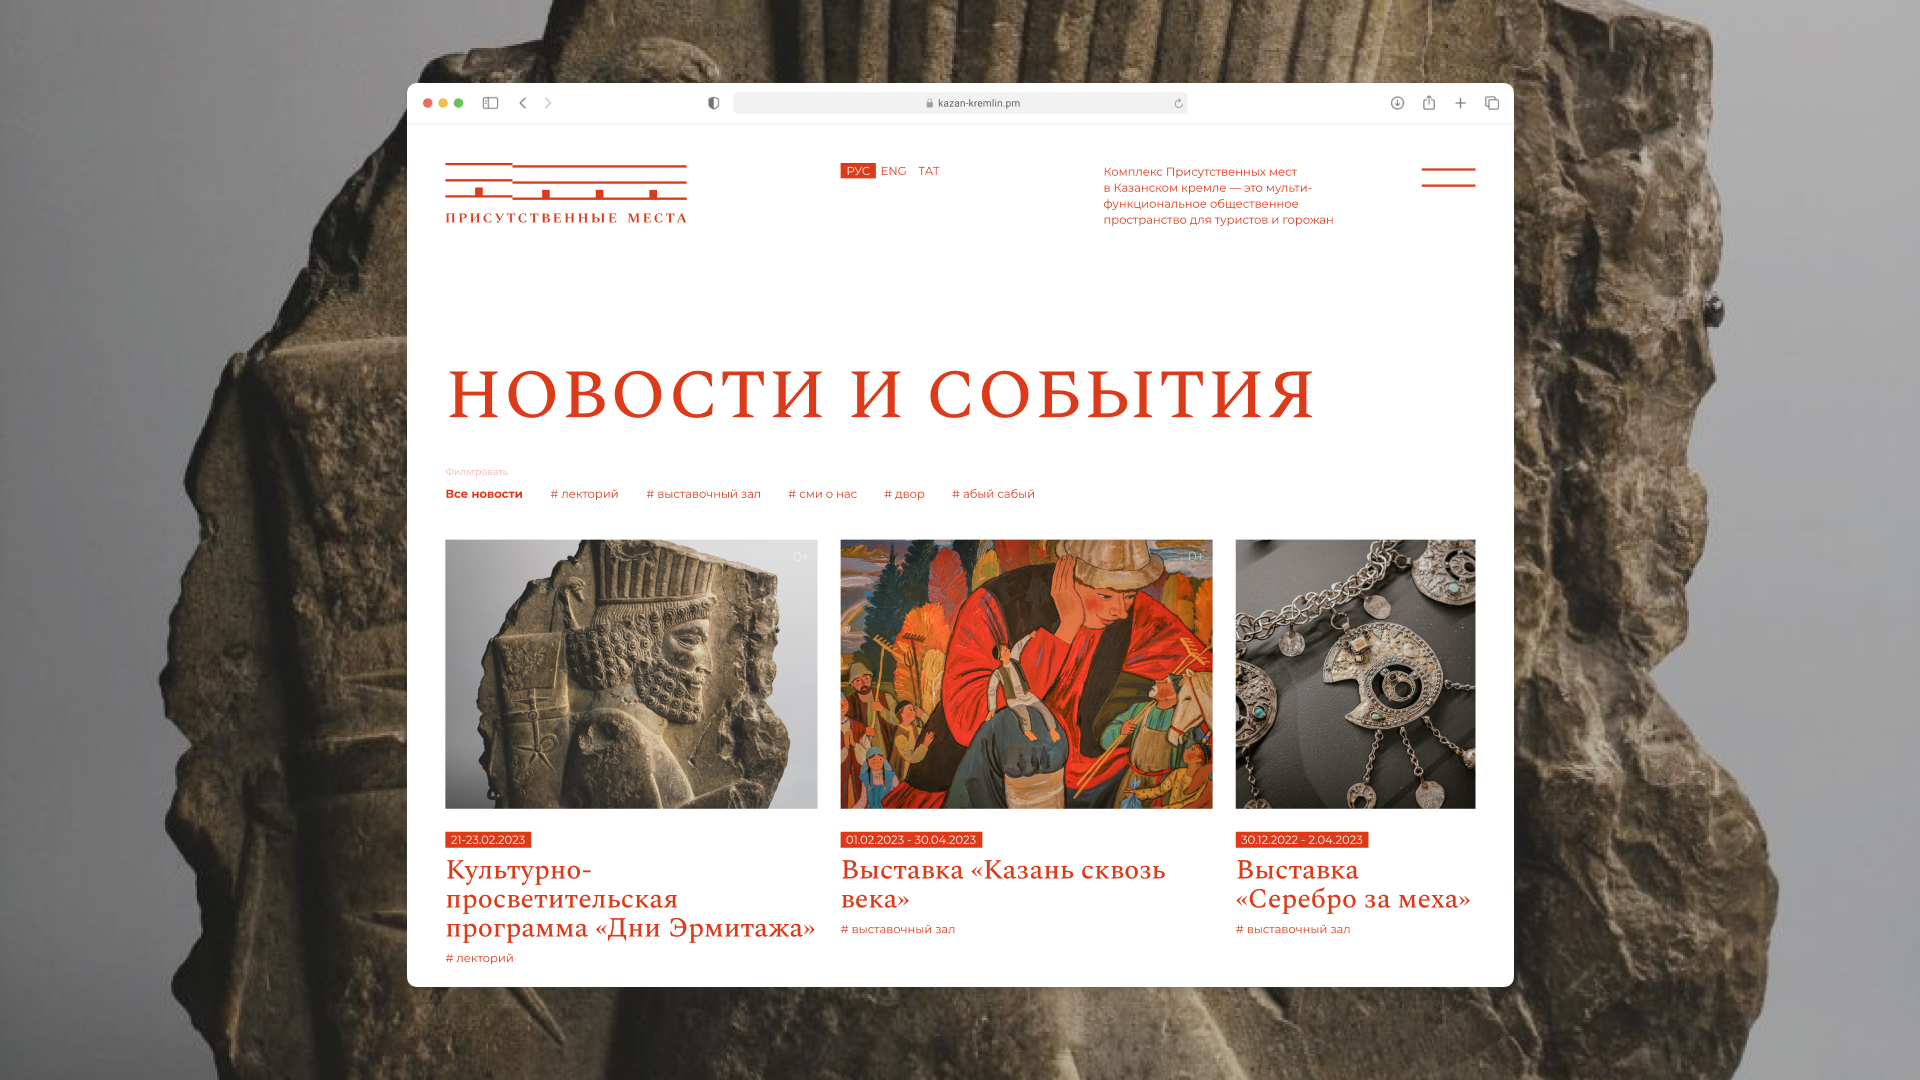 kazan-kremlin.pm
ПРИСУТСТВЕННЫЕ МЕСТА
РУС ENG ТАТ
Комплекс Присутственных мест
в Казанском кремле — это мульти-
функциональное общественное
пространство для туристов и горожан
НОВОСТИ И СОБЫТИЯ
Фильтровать
Все новости # лекторий # выставочный зал # сми о нас # двор # абый сабый
0+
0+
21-23.02.2023
Культурно-
просветительская
программа «Дни Эрмитажа»
# лекторий
01.02.2023 - 30.04.2023
Выставка «Казань сквозь
века»
# выставочный зал
30.12.2022 - 2.04.2023
Выставка
«Серебро за меха»
# выставочный зал